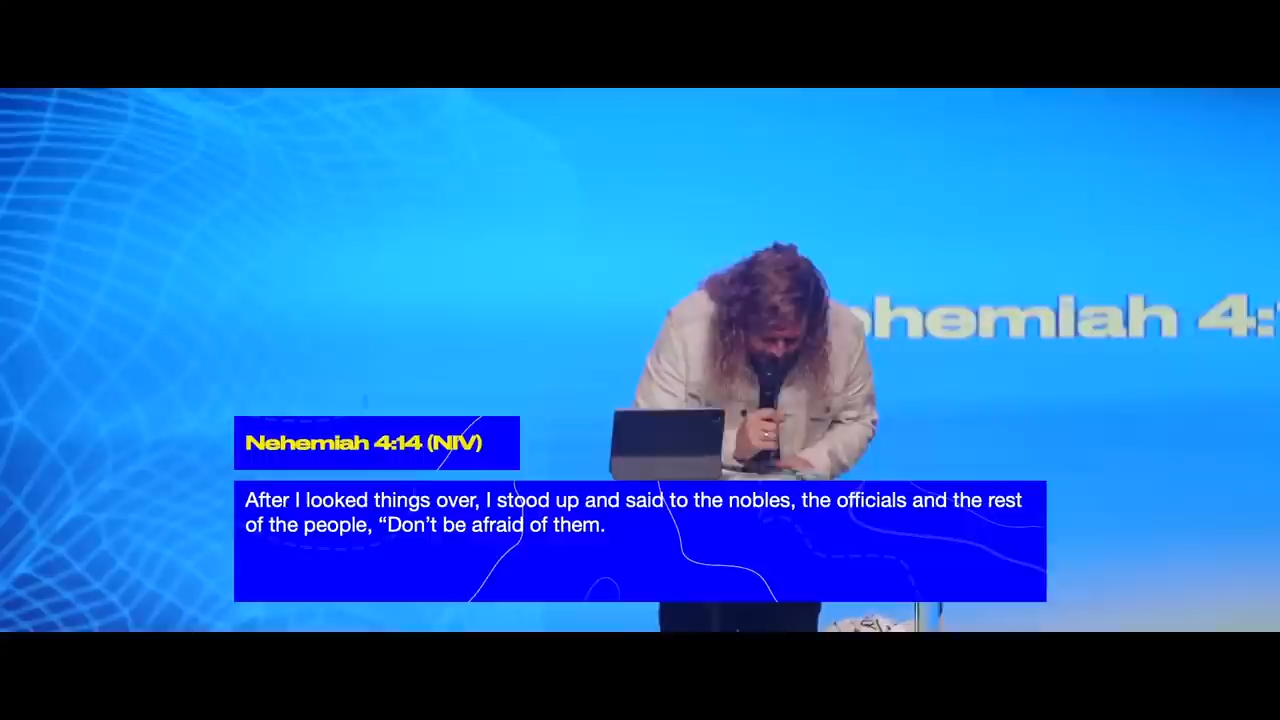 Nehemiah 4:14 (NIV)
After I looked things over, I stood up and said to the nobles, the officials and the rest
of the people, “Don’t be afraid of them.